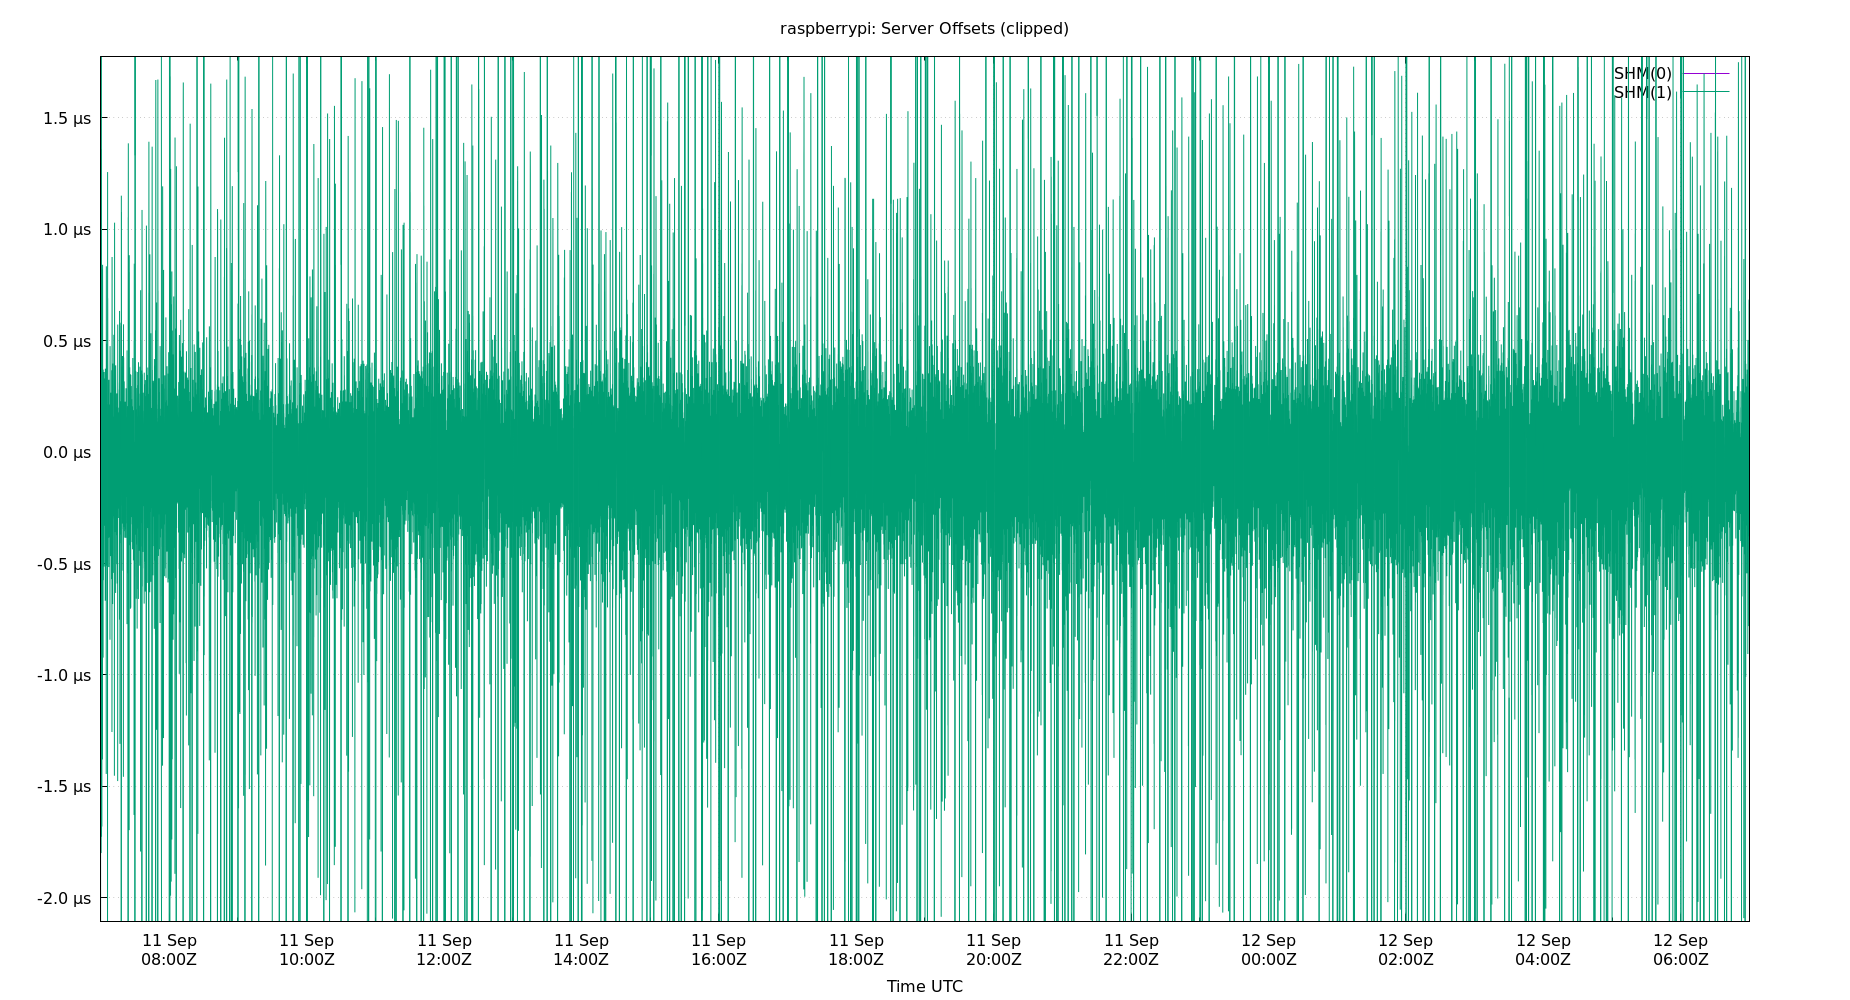 raspberrypi: Server Offsets (clipped)
SHM(0)
SHM(1)
1.5 µs
1.0 µs
0.5 µs
0.0 µs
-0.5 µs
-1.0 µs
-1.5 µs
-2.0 µs
11 Sep 11 Sep 11 Sep 11 Sep 11 Sep 11 Sep 11 Sep 11 Sep 12 Sep 12 Sep 12 Sep 12 Sep
08:00Z 10:00Z 12:00Z 14:00Z 16:00Z 18:00Z 20:00Z 22:00Z 00:00Z 02:00Z 04:00Z 06:00Z
Time UTC